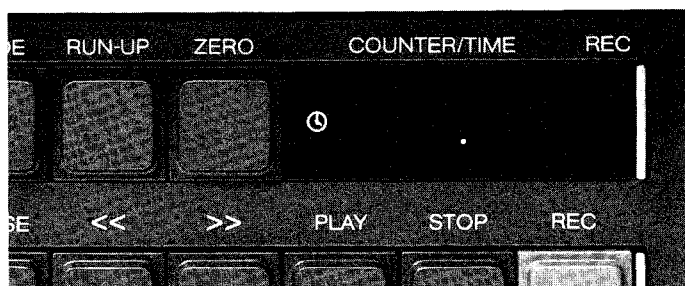 RUN-UP ZERO COUNTER/TIME REC
<< >> PLAY STOP REC